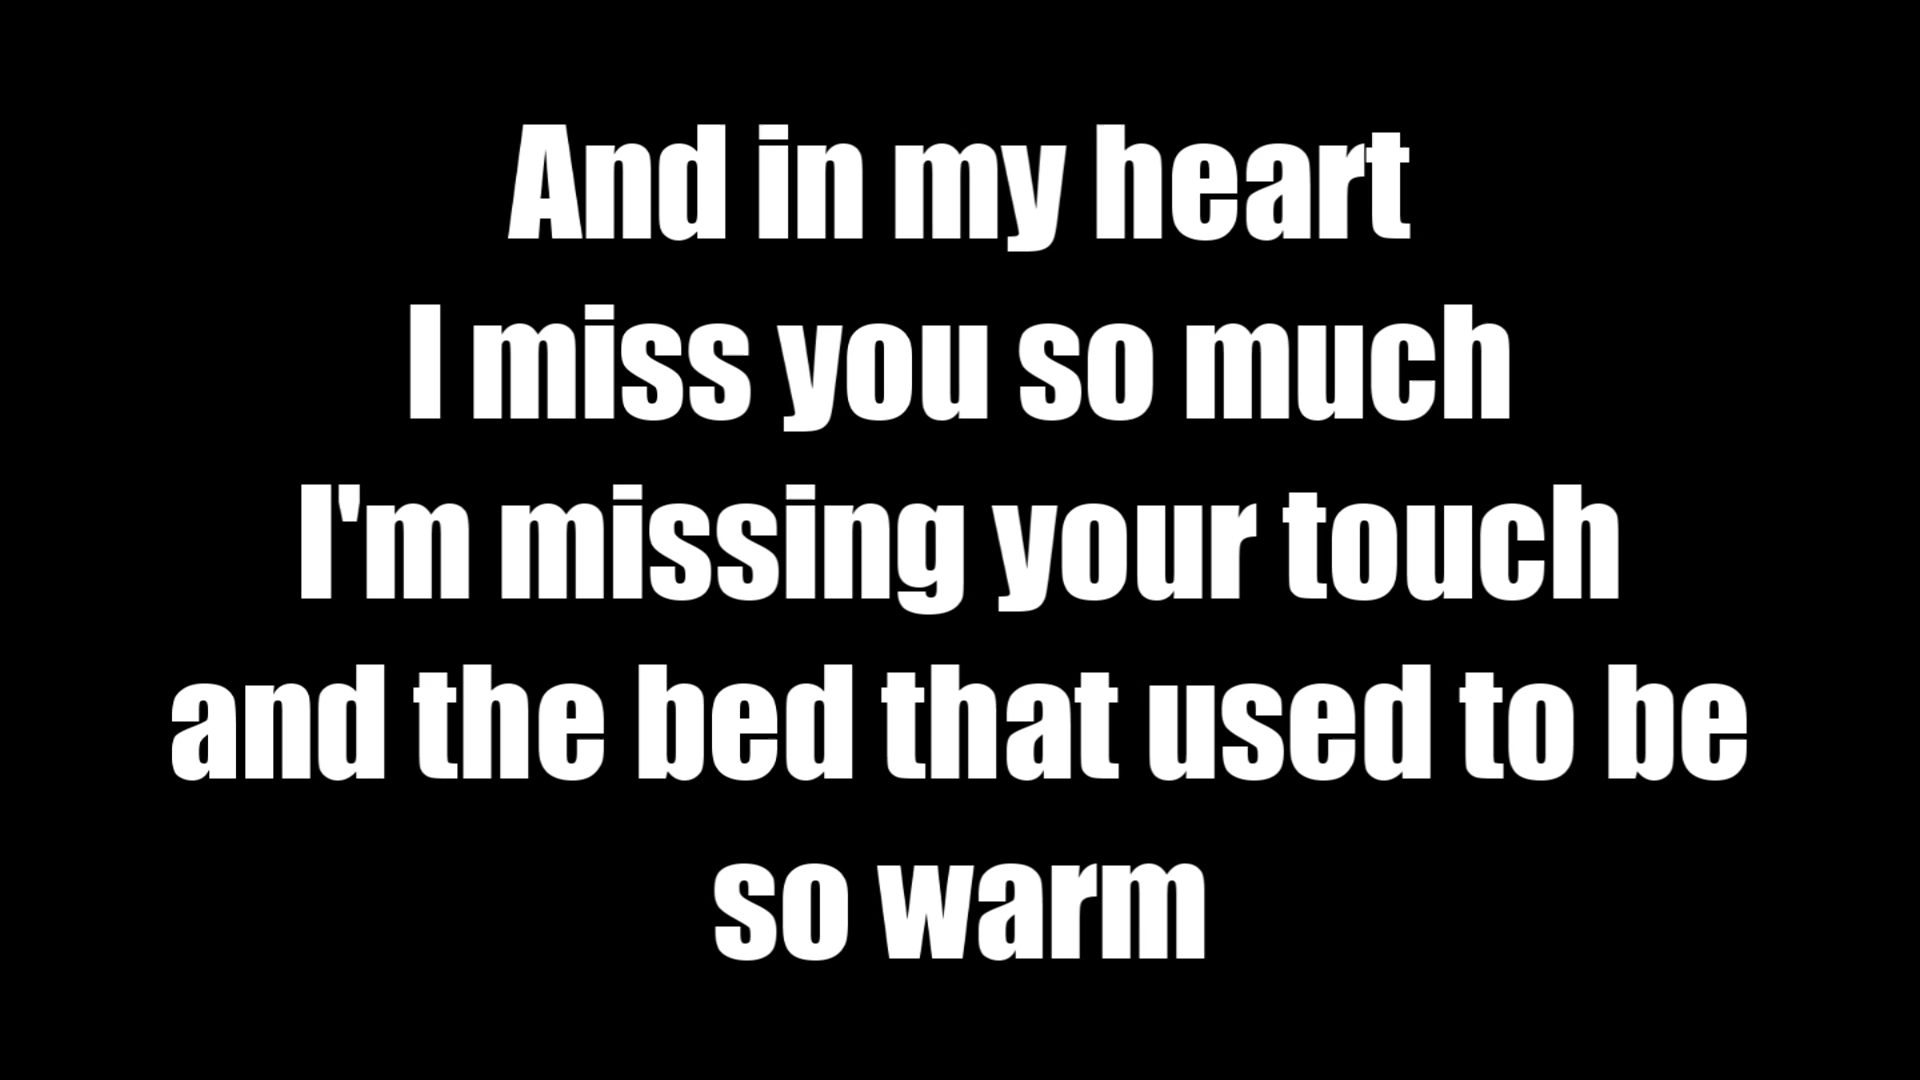 And in my heart
I miss you so much
I'm missing your touch
and the bed that used to be
so warm